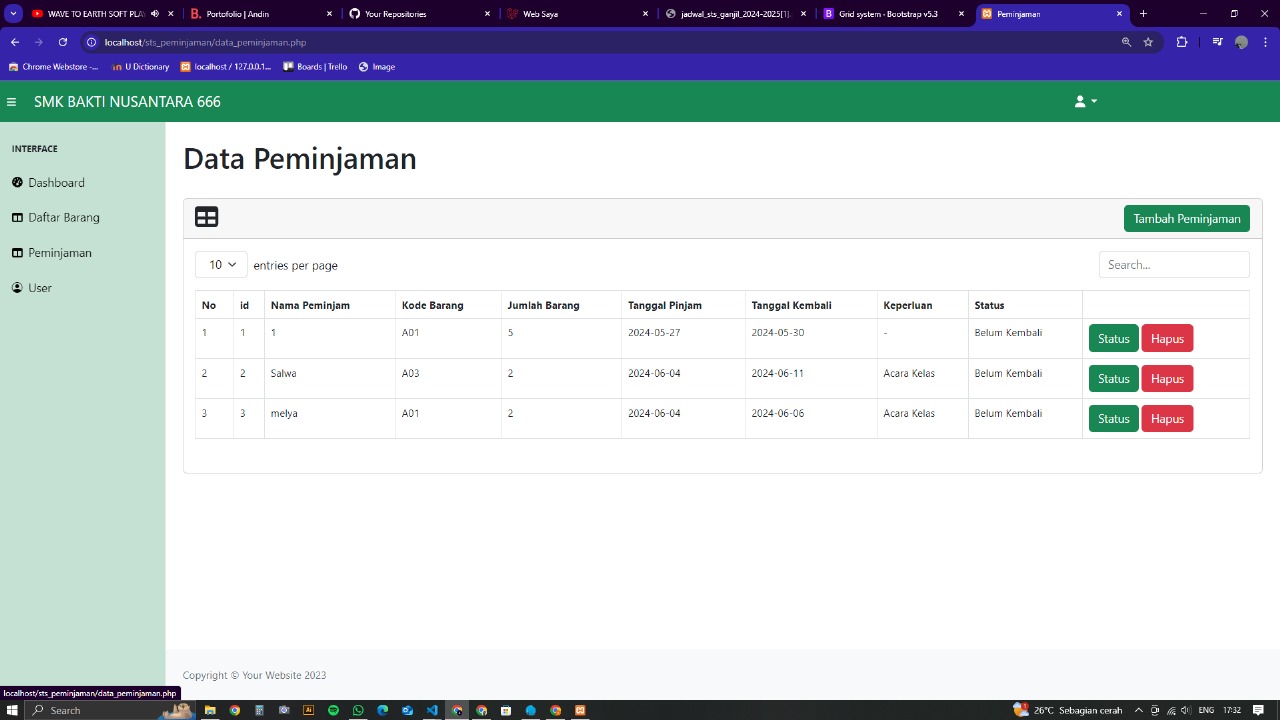 WAVE TO EARTH SOFT PLAY
Portofolio | Andin
Your Repositories
Web Saya
jadwal_sts_ganjil_2024-2025[1].
Grid system - Bootstrap v5.3
Peminjaman
localhost/sts_peminjaman/data_peminjaman.php
Chrome Webstore -...
U Dictionary
localhost / 127.0.0.1...
Boards | Trello
Image
SMK BAKTI NUSANTARA 666
INTERFACE
Dashboard
Daftar Barang
Peminjaman
User
Data Peminjaman
Tambah Peminjaman
10 entries per page
Search...
No id Nama Peminjam Kode Barang Jumlah Barang Tanggal Pinjam Tanggal Kembali Keperluan Status
1 1 1 A01 5 2024-05-27 2024-05-30 - Belum Kembali Status Hapus
2 2 Salwa A03 2 2024-06-04 2024-06-11 Acara Kelas Belum Kembali Status Hapus
3 3 melya A01 2 2024-06-04 2024-06-06 Acara Kelas Belum Kembali Status Hapus
Copyright © Your Website 2023
localhost/sts_peminjaman/data_peminjaman.php
Search
26°C Sebagian cerah
ENG
17:32